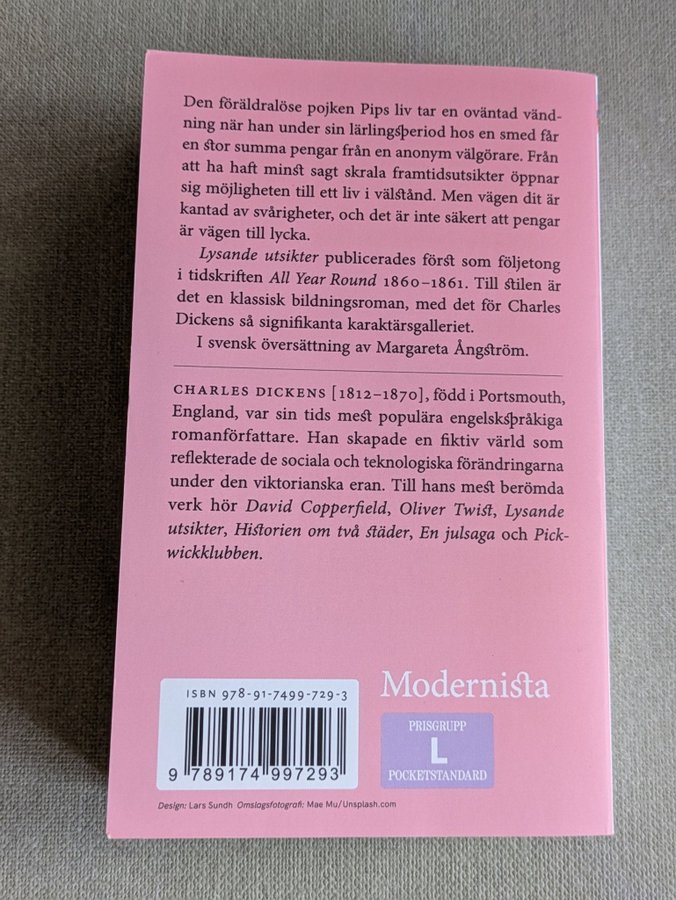 Den föräldralöse pojken Pips liv tar en oväntad vänd-
ning när han under sin lärlingsperiod hos en smed får
en stor summa pengar från en anonym välgörare. Från
att ha haft minst sagt skrala framtidsutsikter öppnar
sig möjligheten till ett liv i välstånd. Men vägen dit är
kantad av svårigheter, och det är inte säkert att pengar
är vägen till lycka.
Lysande utsikter publicerades först som följetong
i tidskriften All Year Round 1860–1861. Till stilen är
det en klassisk bildningsroman, med det för Charles
Dickens så signifikanta karaktärsgalleriet.
I svensk översättning av Margareta Ångström.
CHARLES DICKENS [1812–1870], född i Portsmouth,
England, var sin tids mest populära engelskspråkiga
romanförfattare. Han skapade en fiktiv värld som
reflekterade de sociala och teknologiska förändringarna
under den viktorianska eran. Till hans mest berömda
verk hör David Copperfield, Oliver Twist, Lysande
utsikter, Historien om två städer, En julsaga och Pick-
wickklubben.
ISBN 978-91-7499-729-3
9 789174 997293
Modernista
PRISGRUPP
L
POCKETSTANDARD
Design: Lars Sundh Omslagsfotografi: Mae Mu/Unsplash.com